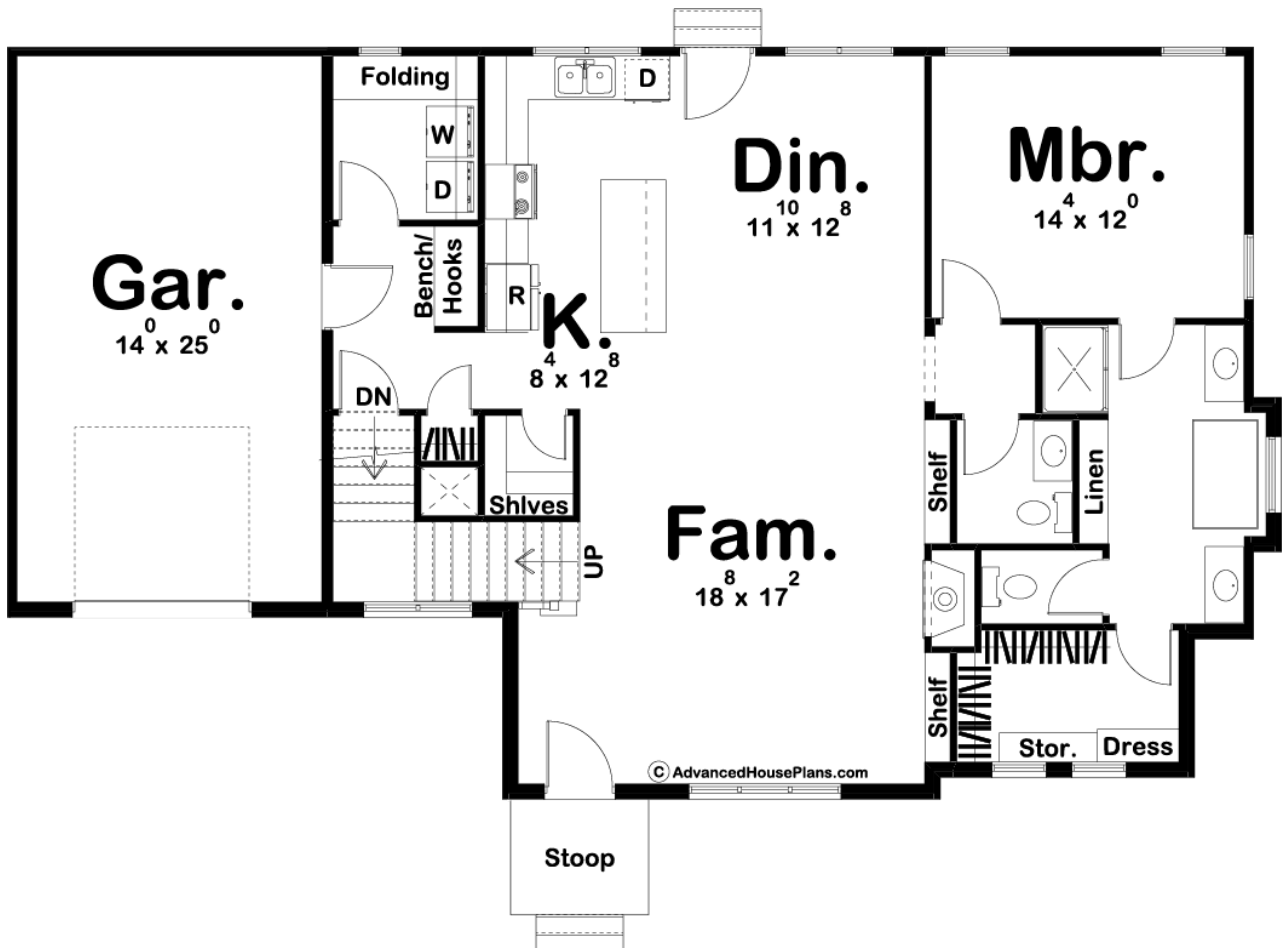 Folding
D
W
D
Din.
11¹⁰ x 12⁸
Mbr.
14⁴ x 12⁰
Bench/
Hooks
Gar.
14⁰ x 25⁰
R
K.
8⁴ x 12⁸
DN
Shelf
Linen
Shlves
Fam.
18⁸ x 17²
UP
Shelf
Stor.
Dress
© AdvancedHousePlans.com
Stoop